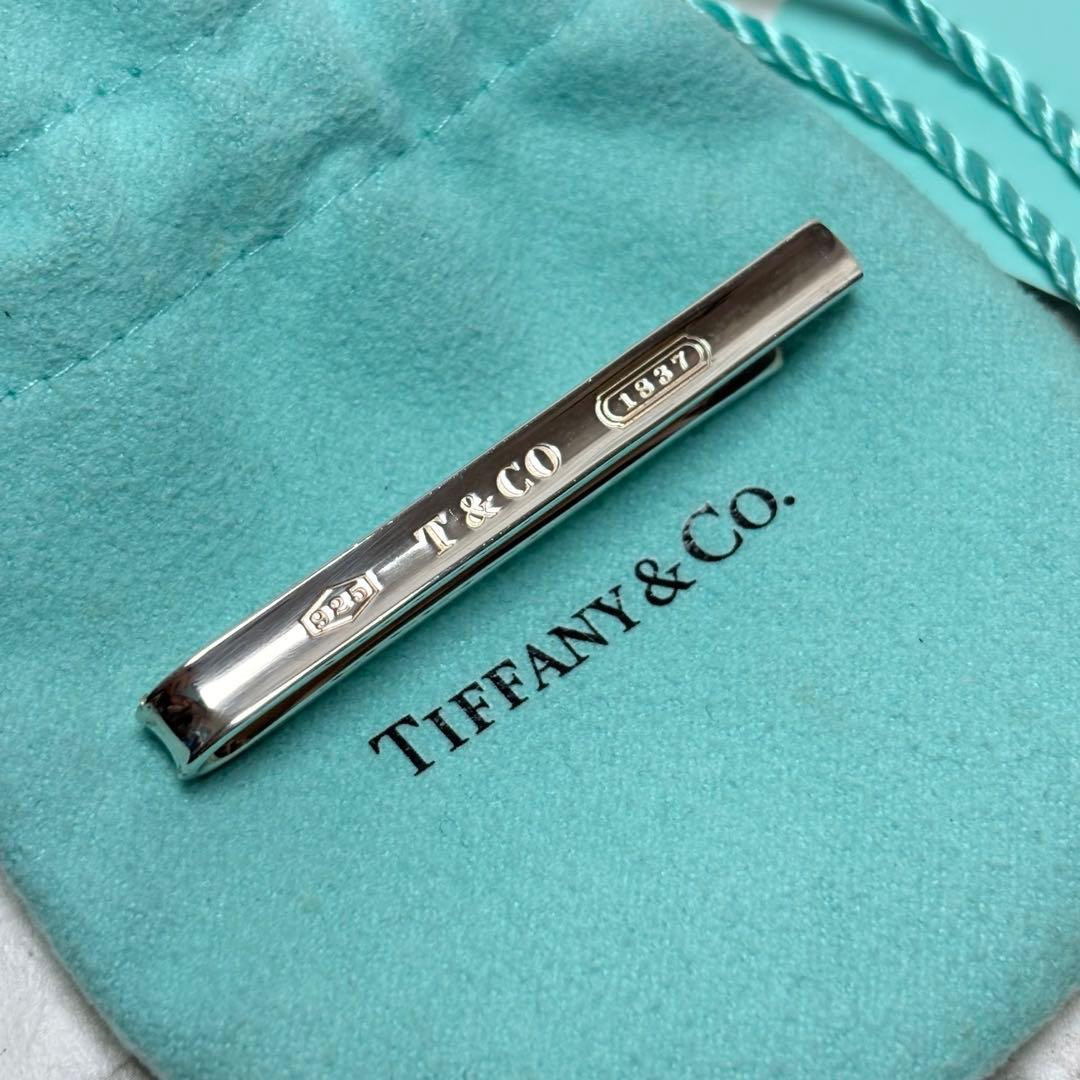 925 T & CO 1837
TIFFANY & CO.